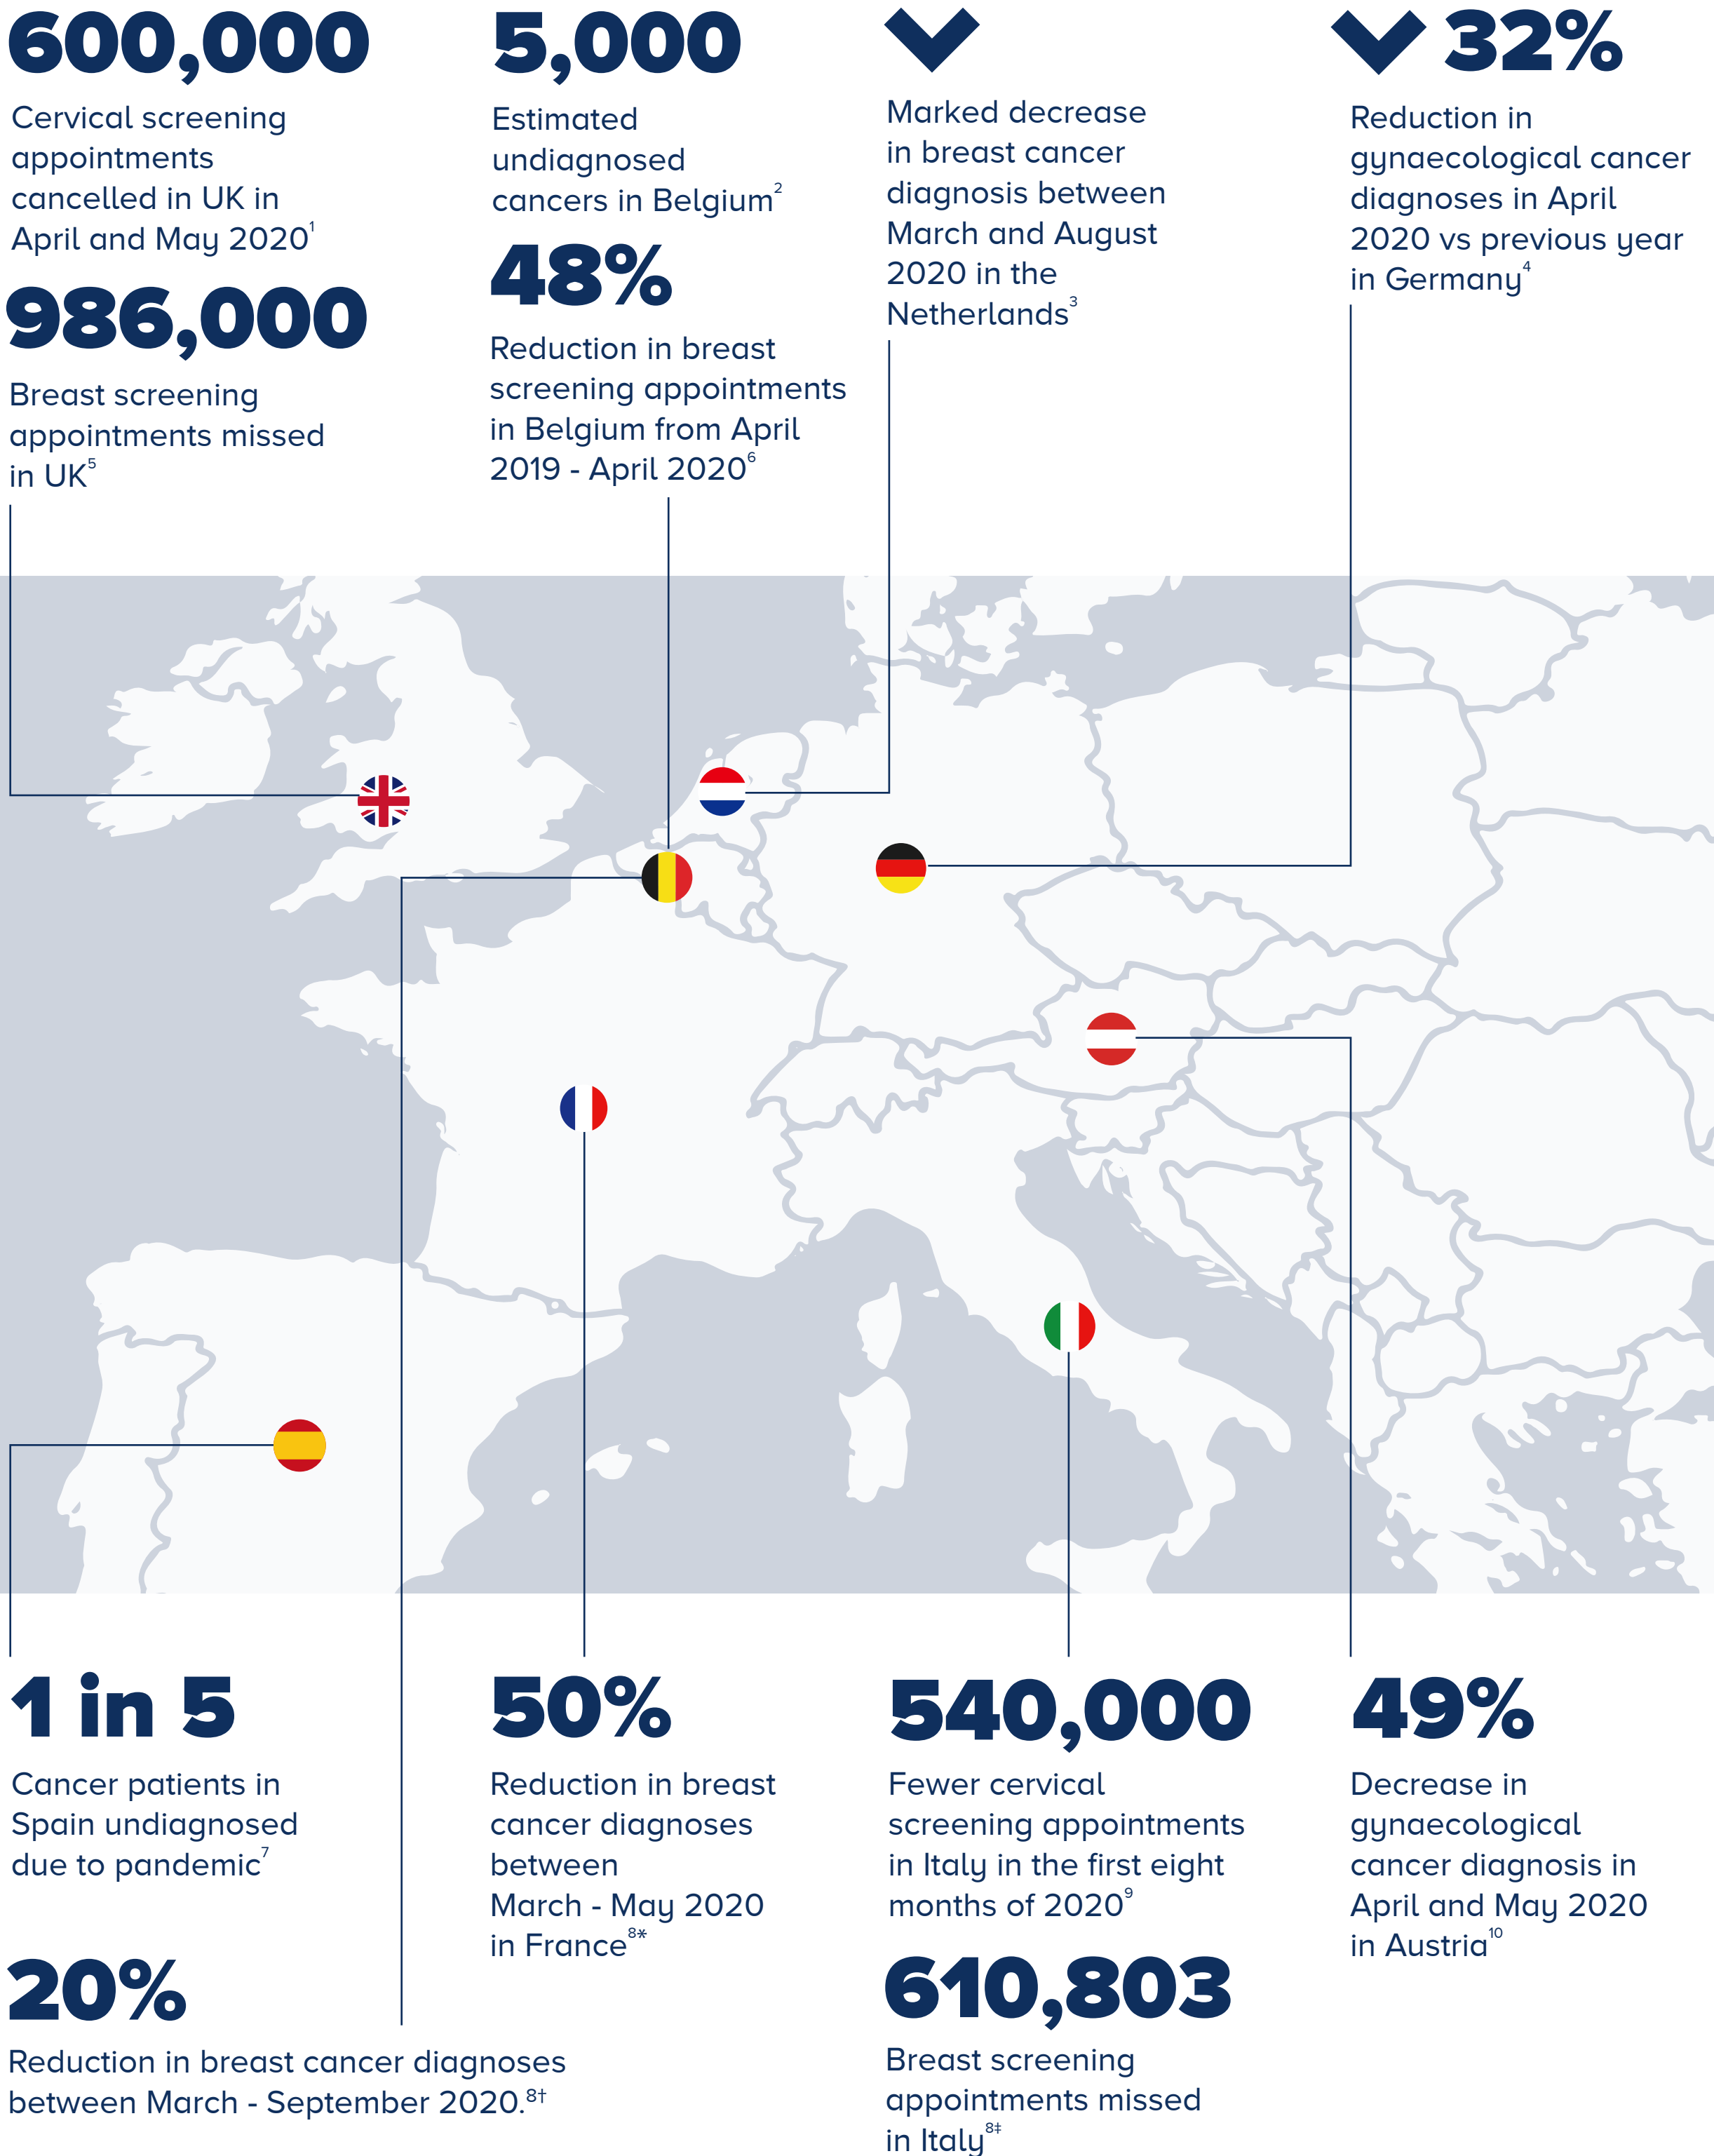 600,000
Cervical screening
appointments
cancelled in UK in
April and May 2020¹
986,000
Breast screening
appointments missed
in UK⁵
5,000
Estimated
undiagnosed
cancers in Belgium²
48%
Reduction in breast
screening appointments
in Belgium from April
2019 - April 2020⁶
Marked decrease
in breast cancer
diagnosis between
March and August
2020 in the
Netherlands³
32%
Reduction in
gynaecological cancer
diagnoses in April
2020 vs previous year
in Germany⁴
1 in 5
Cancer patients in
Spain undiagnosed
due to pandemic⁷
20%
Reduction in breast cancer diagnoses
between March - September 2020.⁸†
50%
Reduction in breast
cancer diagnoses
between
March - May 2020
in France⁸*
540,000
Fewer cervical
screening appointments
in Italy in the first eight
months of 2020⁹
610,803
Breast screening
appointments missed
in Italy⁸‡
49%
Decrease in
gynaecological
cancer diagnosis in
April and May 2020
in Austria¹⁰